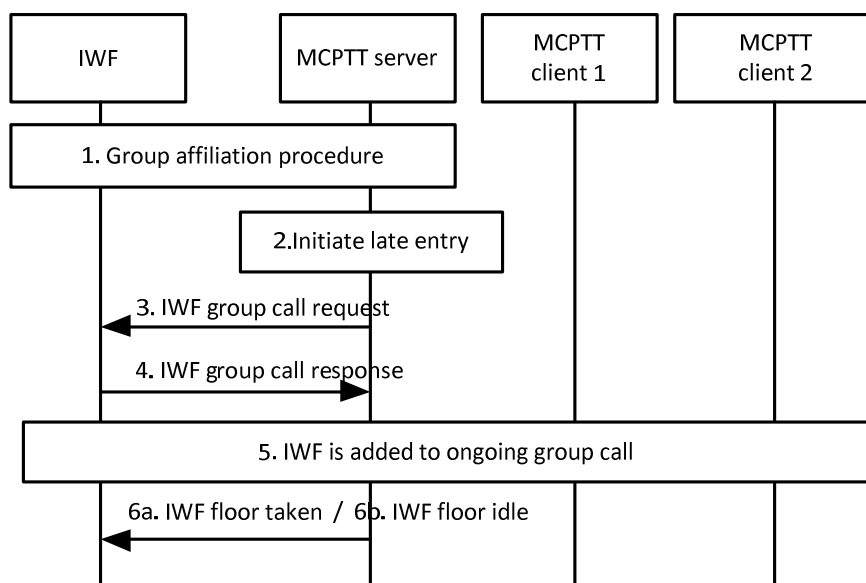 IWF
MCPTT server
MCPTT
client 1
MCPTT
client 2
1. Group affiliation procedure
2.Initiate late entry
3. IWF group call request
4. IWF group call response
5. IWF is added to ongoing group call
6a. IWF floor taken / 6b. IWF floor idle